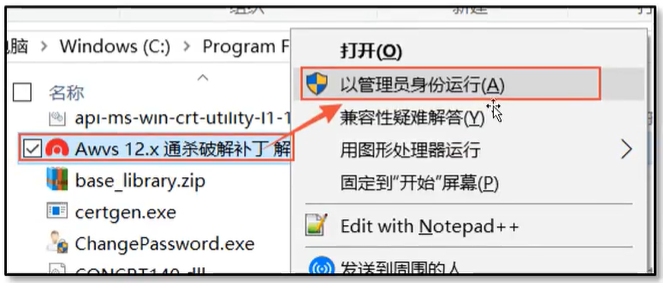 电脑 > Windows (C:) > Program F
名称
api-ms-win-crt-utility-l1-1
Awvs 12.x 通杀破解补丁 解
base_library.zip
certgen.exe
ChangePassword.exe
CONCRT140.dll
打开(O)
以管理员身份运行(A)
兼容性疑难解答(Y)
用图形处理器运行
固定到"开始"屏幕(P)
Edit with Notepad++
发送到周围的人